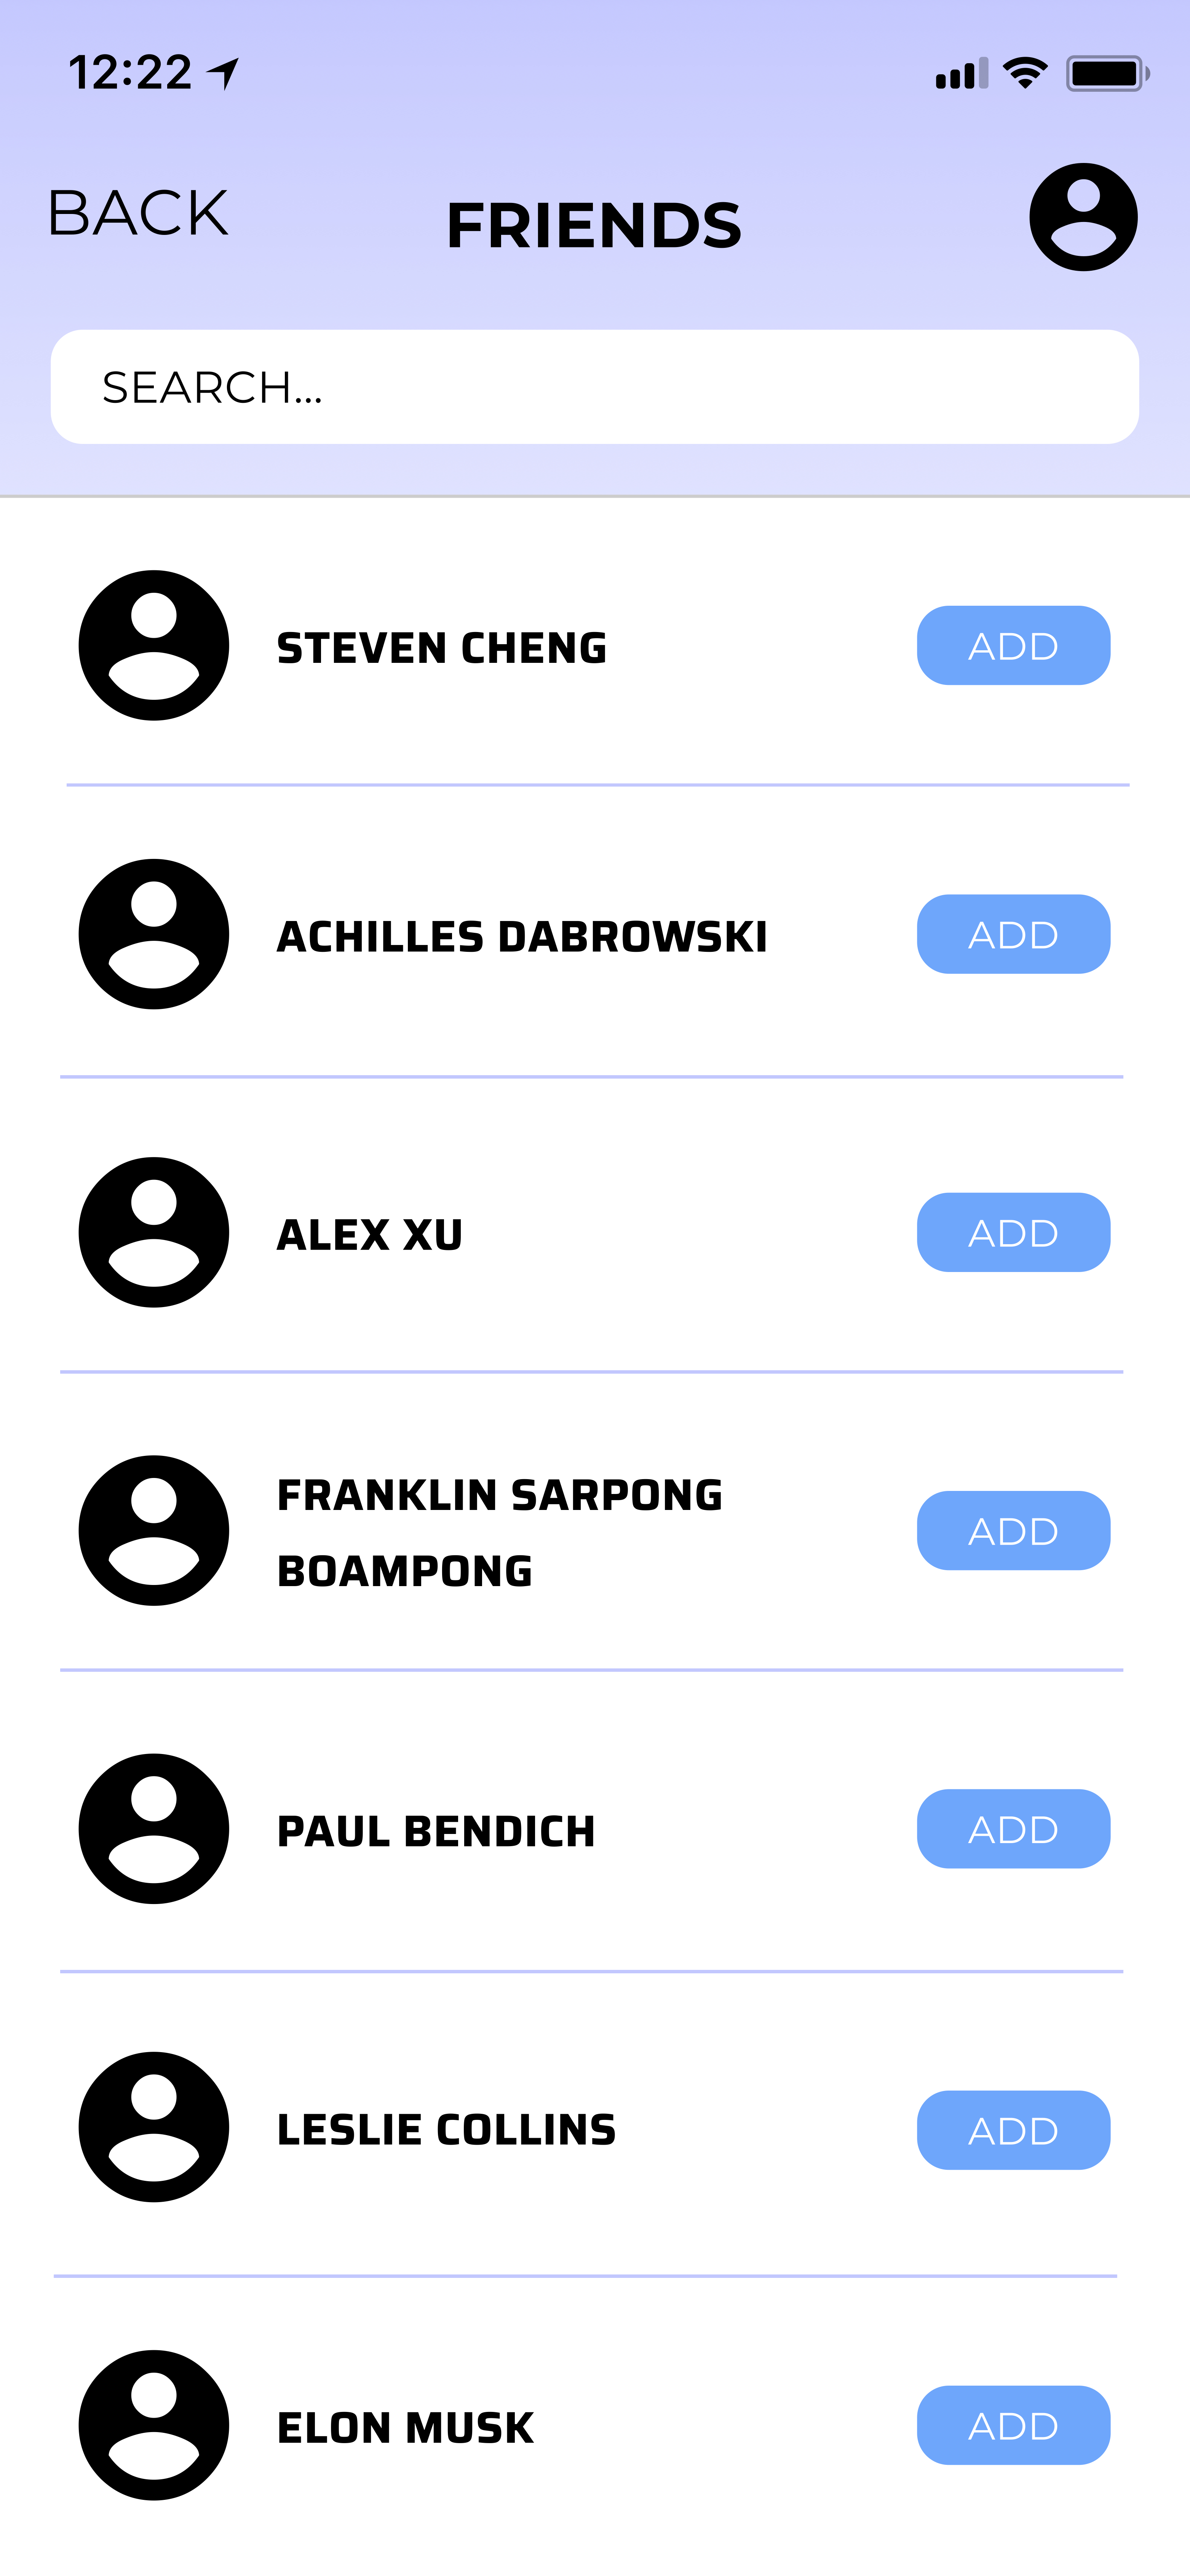 12:22
BACK
FRIENDS
SEARCH...
STEVEN CHENG
ADD
ACHILLES DABROWSKI
ADD
ALEX XU
ADD
FRANKLIN SARPONG
BOAMPONG
ADD
PAUL BENDICH
ADD
LESLIE COLLINS
ADD
ELON MUSK
ADD